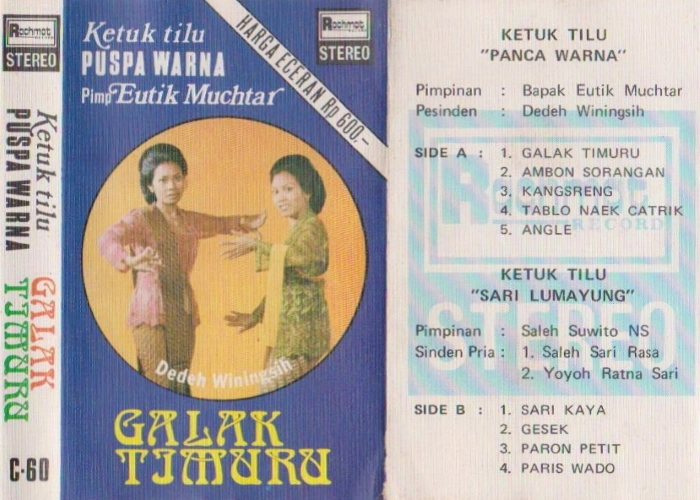 Rachmat
STEREO
Ketuk tilu
PUSPA WARNA
GALAK
TIMURU
C-60
Ketuk tilu
PUSPA WARNA
Pimp Eutik Muchtar
HARGA ECERAN Rp 600.-
Rachmat
STEREO
Dedeh Winingsih
GALAK
TIMURU
KETUK TILU
"PANCA WARNA"
Pimpinan : Bapak Eutik Muchtar
Pesinden : Dedeh Winingsih
SIDE A : 1. GALAK TIMURU
2. AMBON SORANGAN
3. KANGSRENG
4. TABLO NAEK CATRIK
5. ANGLE
Rachmat
RECORD
STEREO
KETUK TILU
"SARI LUMAYUNG"
Pimpinan : Saleh Suwito NS
Sinden Pria : 1. Saleh Sari Rasa
2. Yoyoh Ratna Sari
SIDE B : 1. SARI KAYA
2. GESEK
3. PARON PETIT
4. PARIS WADO